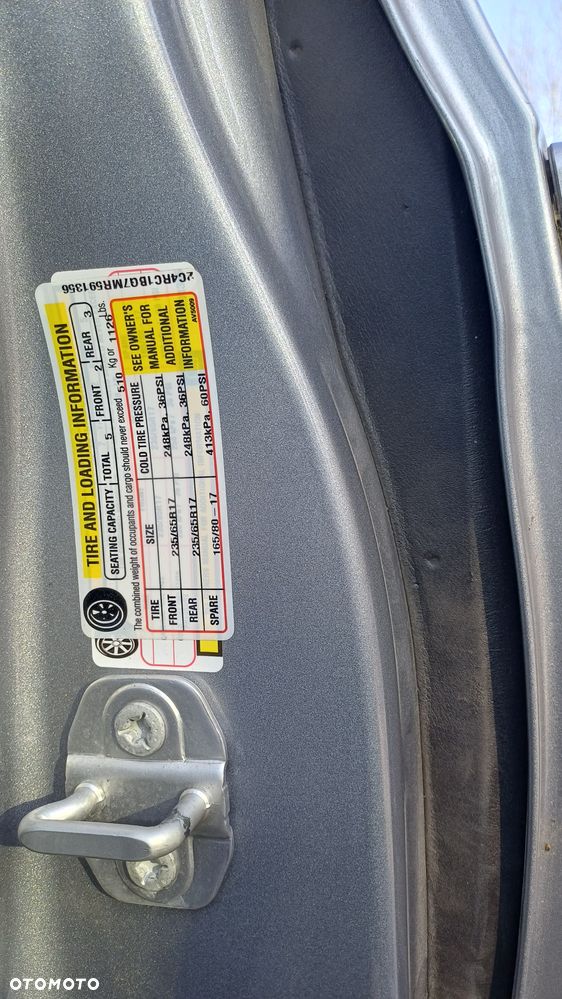 2C4RC1BG7MR591356
TIRE AND LOADING INFORMATION
SEATING CAPACITY TOTAL 5 FRONT 2 REAR 3
The combined weight of occupants and cargo should never exceed 510 Kg or 1126 Lbs.
TIRE SIZE COLD TIRE PRESSURE SEE OWNER'S
FRONT 235/65R17 248kPa, 36PSI MANUAL FOR
REAR 235/65R17 248kPa, 36PSI ADDITIONAL
SPARE 165/80-17 413kPa, 60PSI INFORMATION
AV5009
OTOMOTO